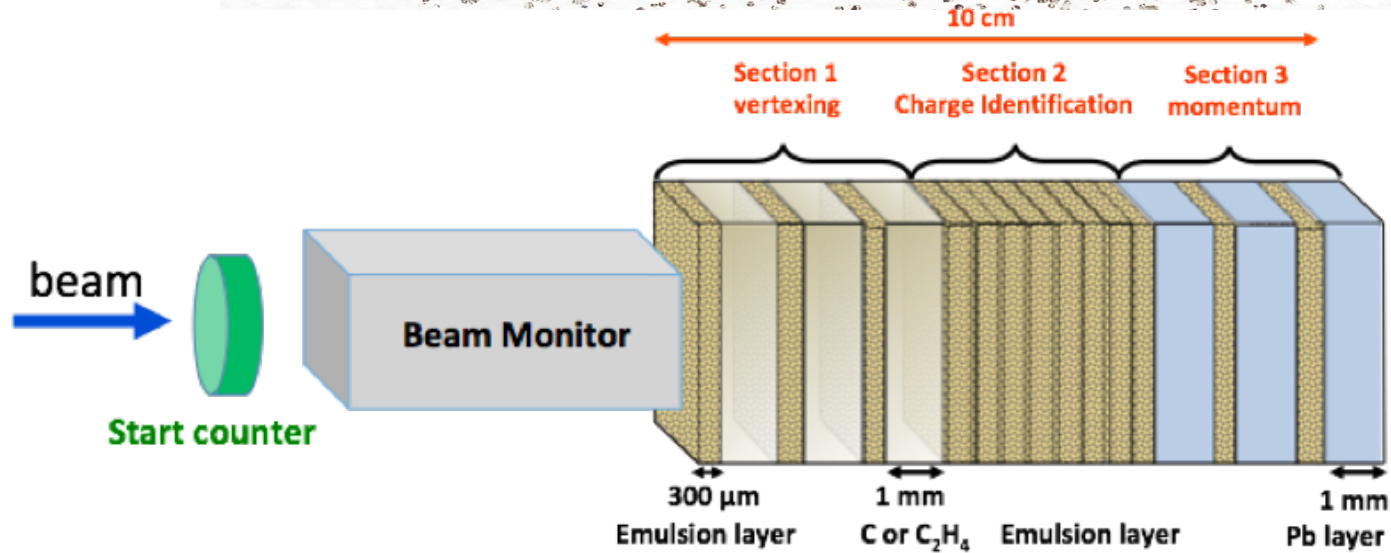 10 cm
Section 1
vertexing
Section 2
Charge Identification
Section 3
momentum
beam
Beam Monitor
Start counter
300 μm
Emulsion layer
1 mm
C or C₂H₄
Emulsion layer
1 mm
Pb layer